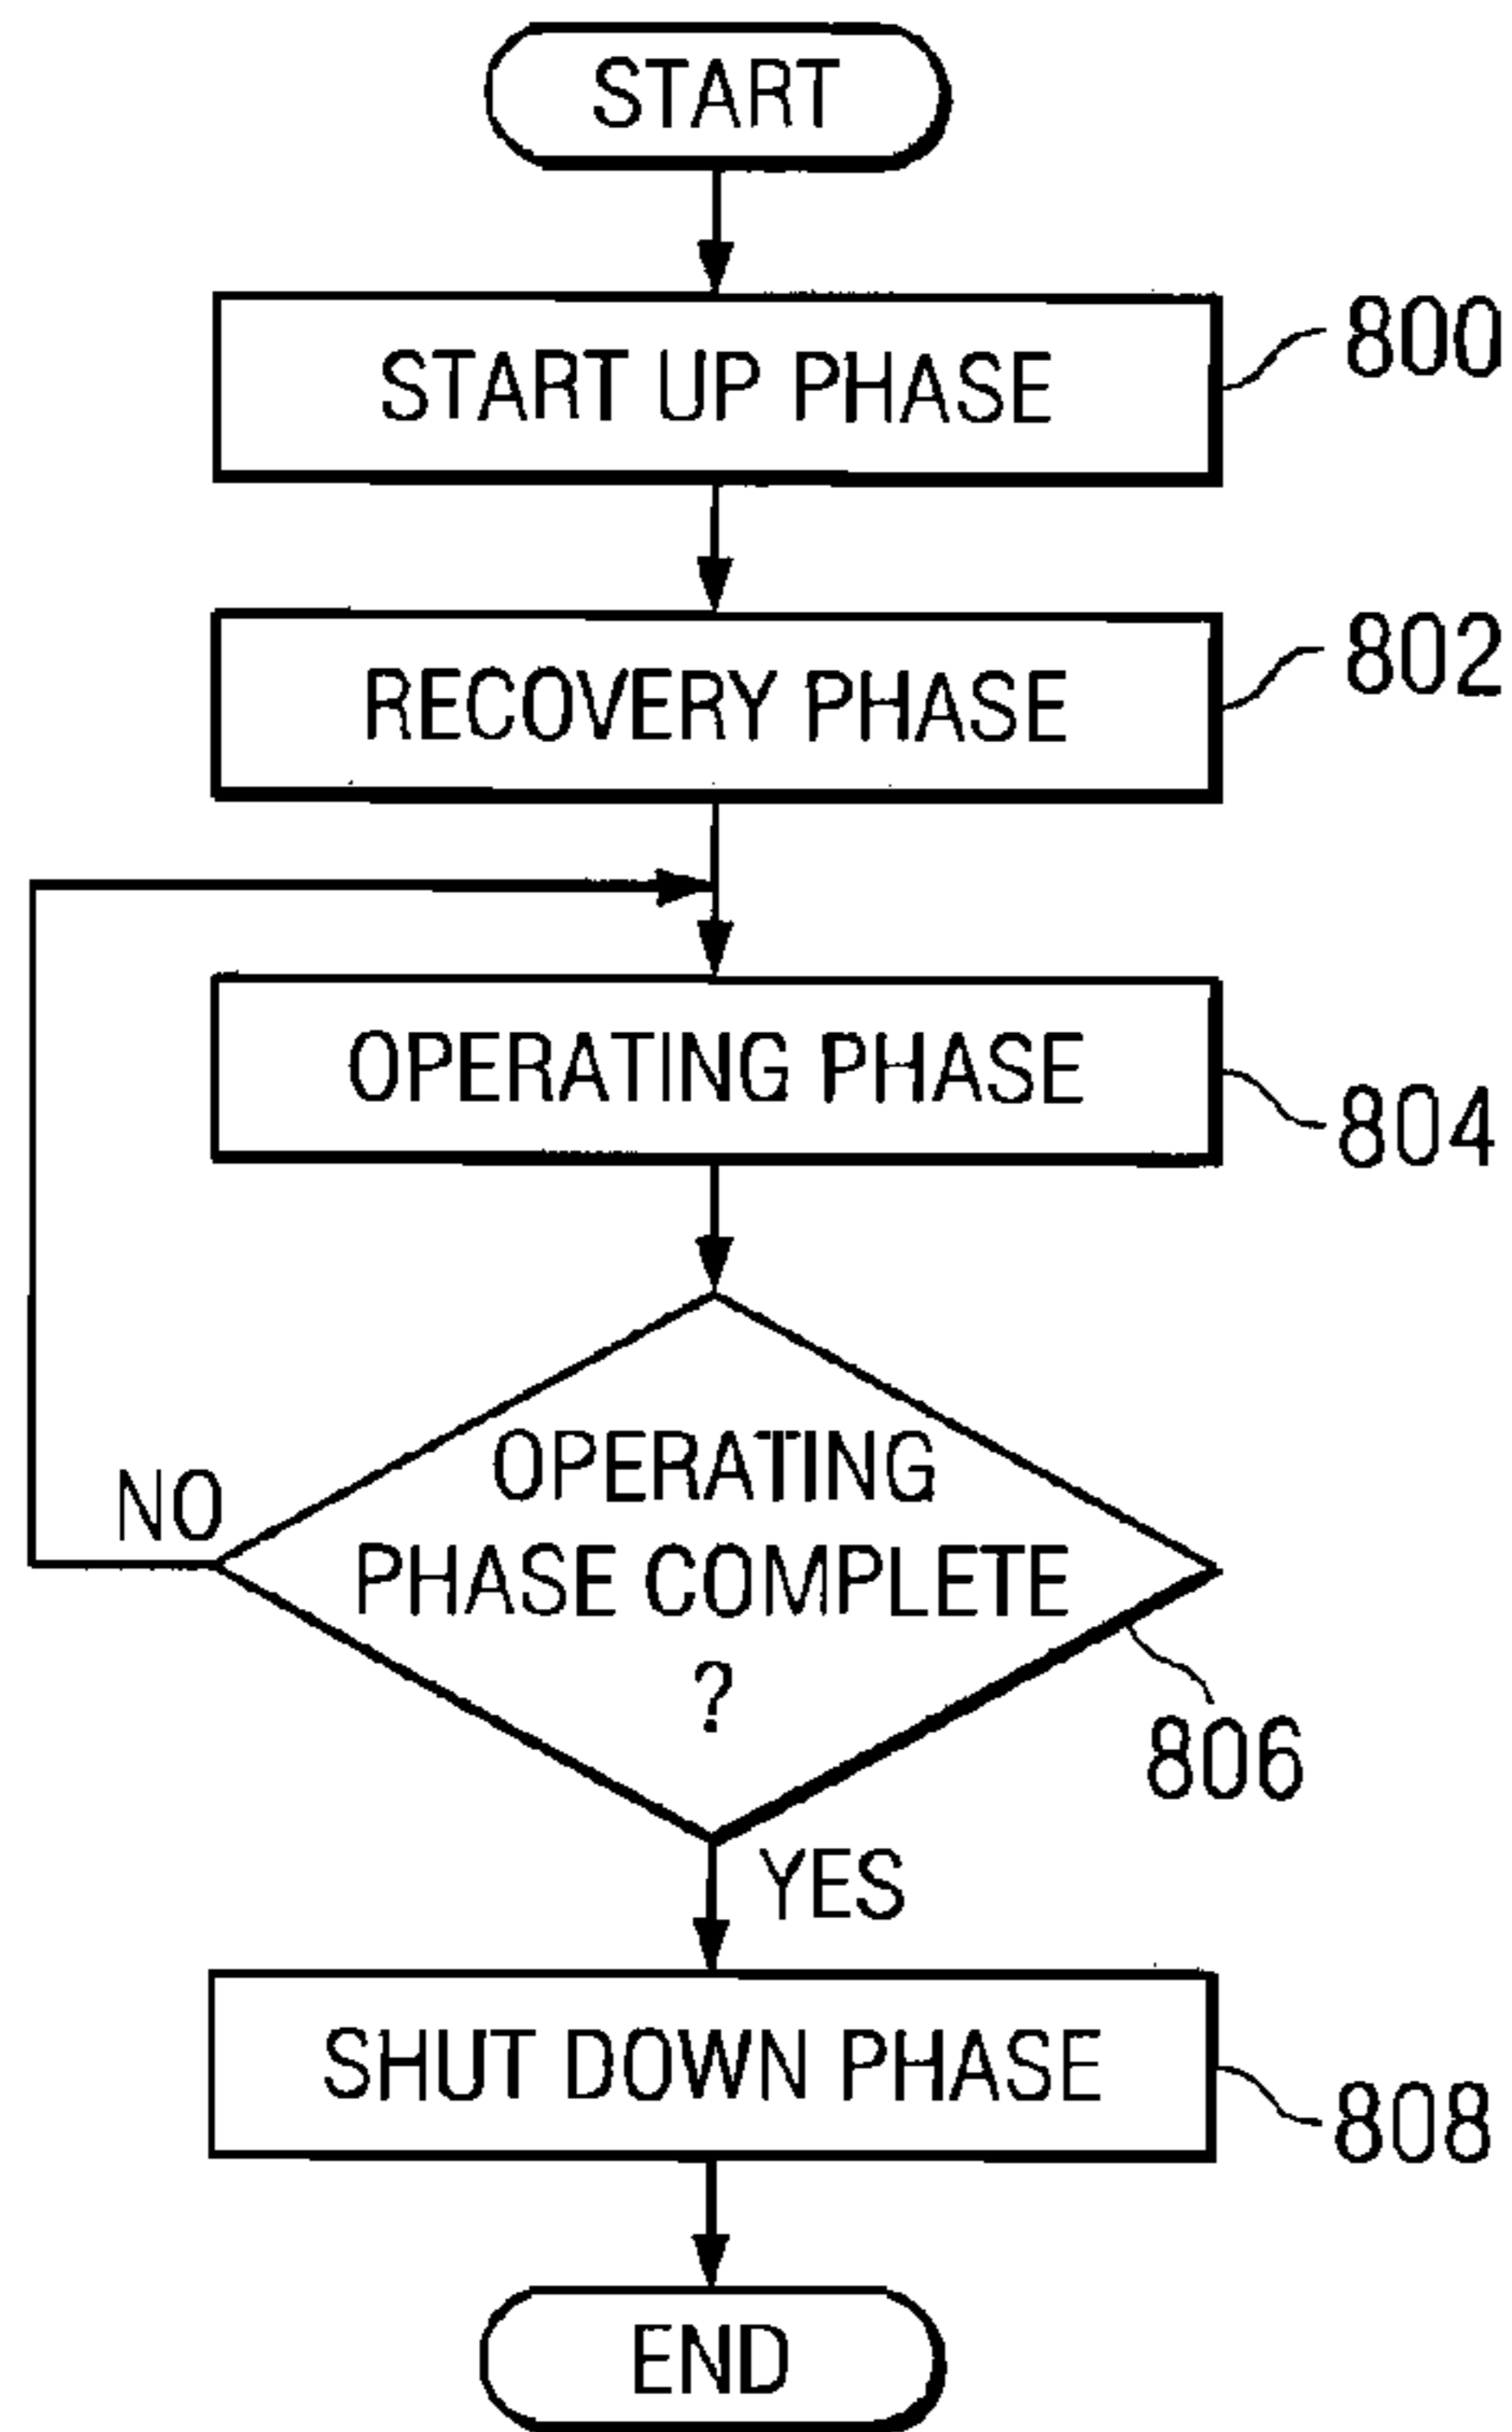 START
START UP PHASE
800
RECOVERY PHASE
802
OPERATING PHASE
804
OPERATING
PHASE COMPLETE
?
NO
806
YES
SHUT DOWN PHASE
808
END